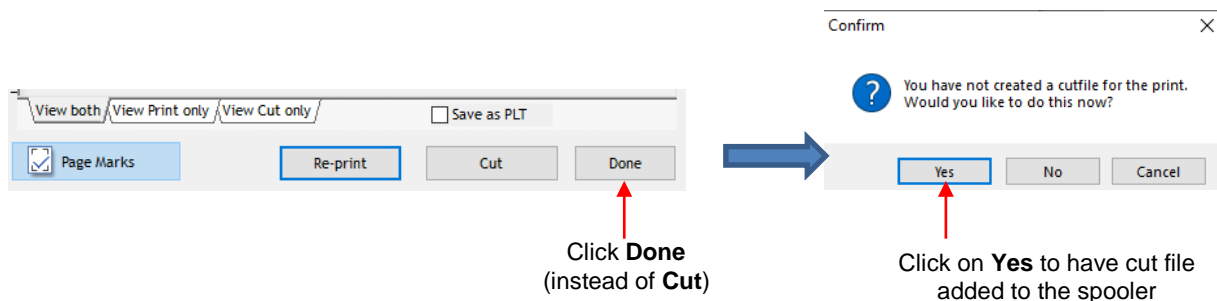 View both View Print only View Cut only
Save as PLT
Page Marks
Re-print
Cut
Done
Click Done
(instead of Cut)
Confirm
You have not created a cutfile for the print.
Would you like to do this now?
Yes
No
Cancel
Click on Yes to have cut file
added to the spooler